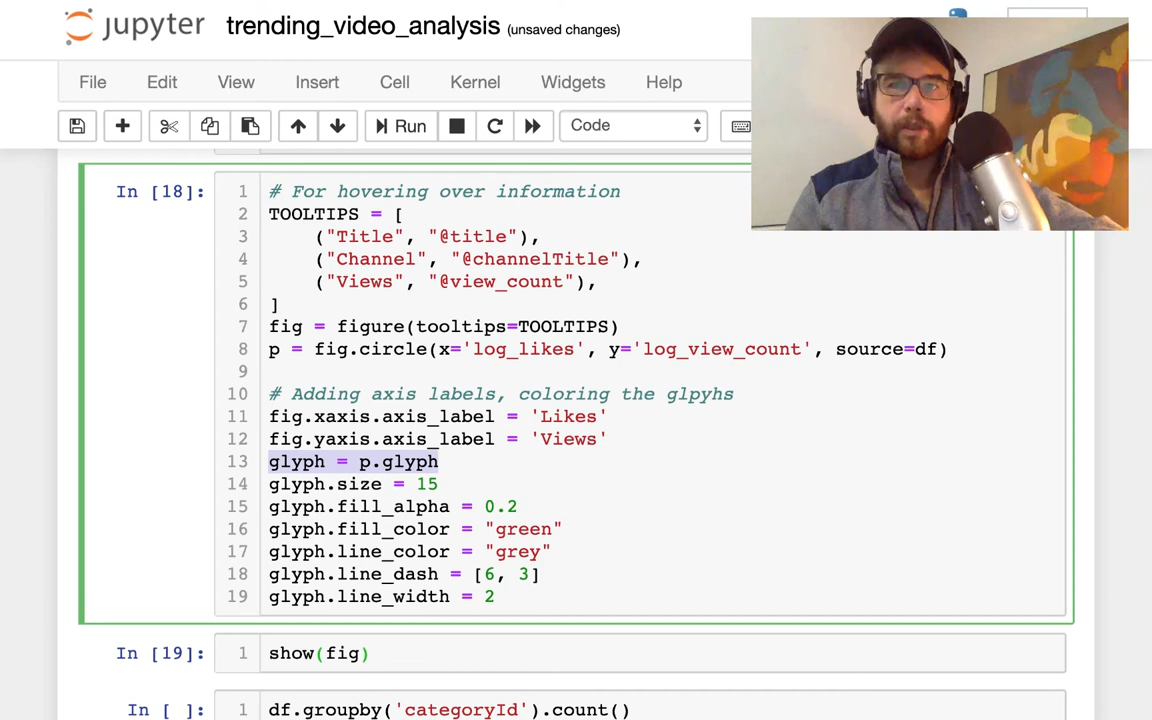 jupyter trending_video_analysis (unsaved changes)
File Edit View Insert Cell Kernel Widgets Help
Run Code
In [18]:
1 # For hovering over information
2 TOOLTIPS = [
3 ("Title", "@title"),
4 ("Channel", "@channelTitle"),
5 ("Views", "@view_count"),
6 ]
7 fig = figure(tooltips=TOOLTIPS)
8 p = fig.circle(x='log_likes', y='log_view_count', source=df)
9
10 # Adding axis labels, coloring the glpyhs
11 fig.xaxis.axis_label = 'Likes'
12 fig.yaxis.axis_label = 'Views'
13 glyph = p.glyph
14 glyph.size = 15
15 glyph.fill_alpha = 0.2
16 glyph.fill_color = "green"
17 glyph.line_color = "grey"
18 glyph.line_dash = [6, 3]
19 glyph.line_width = 2
In [19]: 1 show(fig)
In [ ]: 1 df.groupby('categoryId').count()